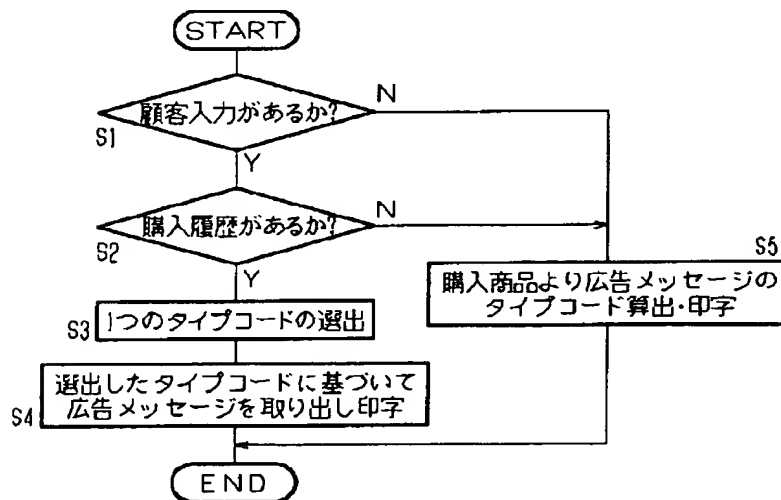 START
顧客入力があるか?
N
S1
Y
購入履歴があるか?
N
S2
Y
S5
購入商品より広告メッセージの
タイプコード算出・印字
S3
1つのタイプコードの選出
選出したタイプコードに基づいて
広告メッセージを取り出し印字
S4
END